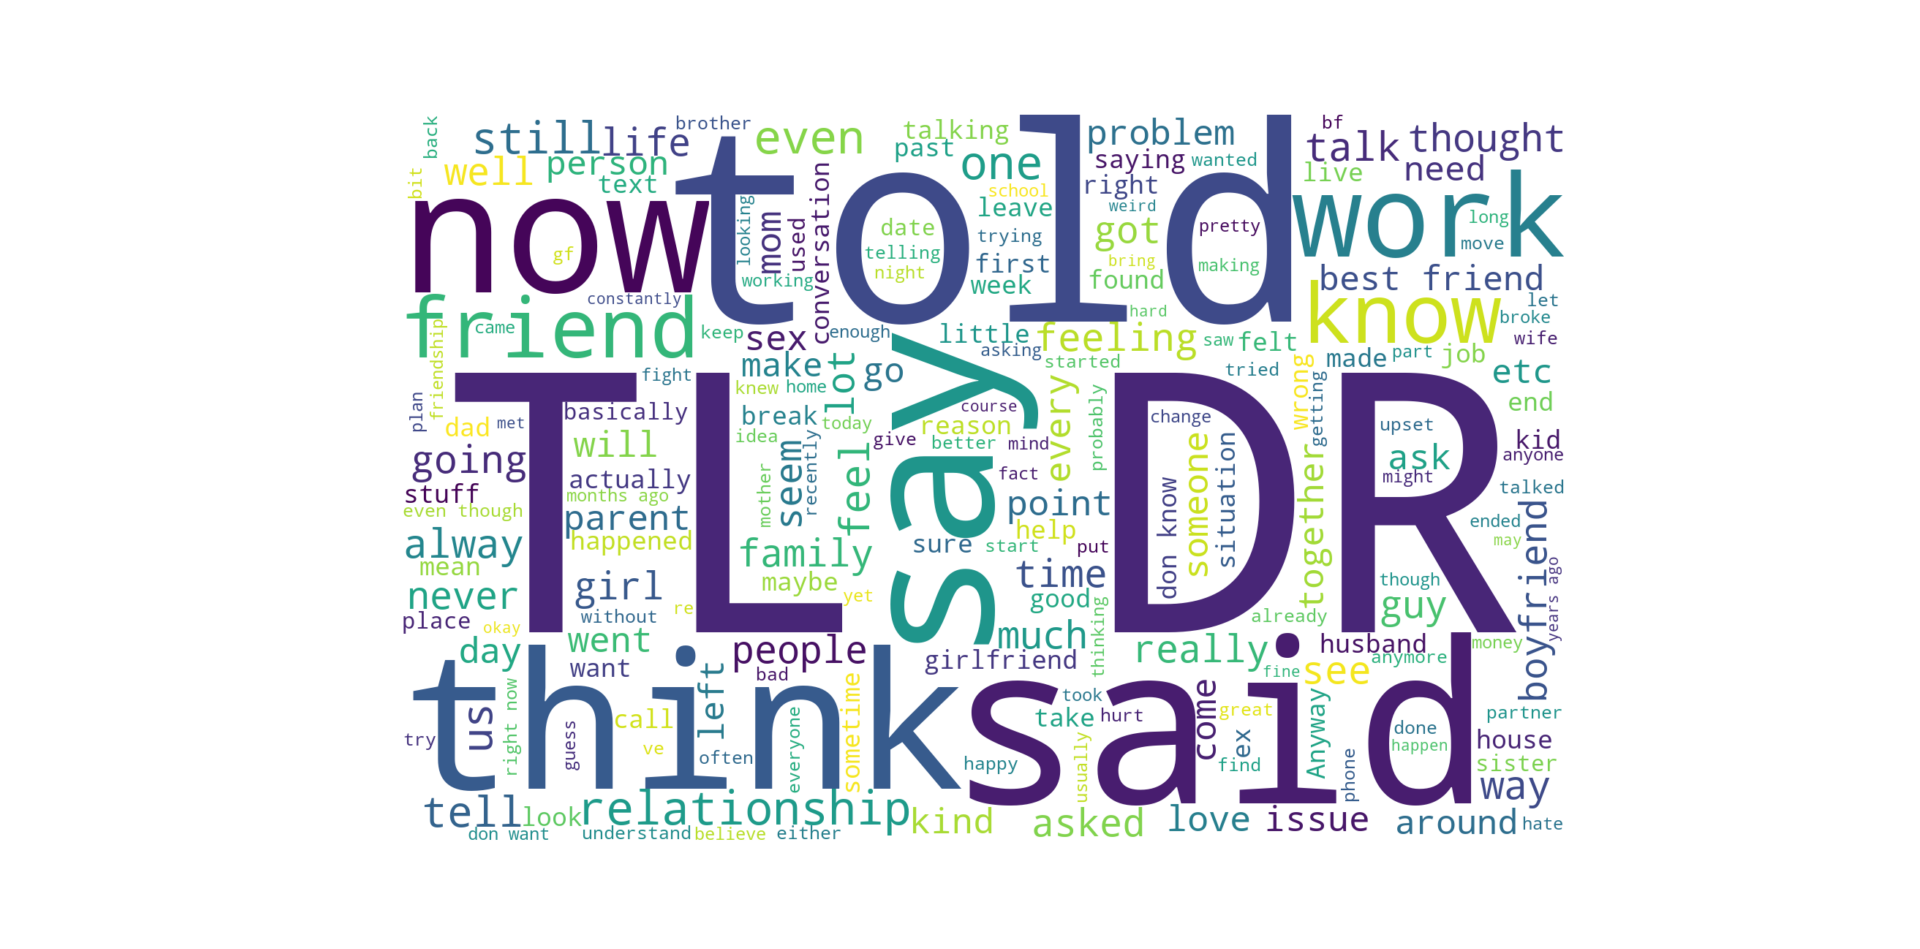 back
brother
still
life
even
talking
told
problem
bf
talk
thought
bit
well
person
text
past
one
saying
wanted
live
need
now
gf
looking
mom
used
conversation
school
leave
date
telling
night
trying
first
week
working
right
weird
got
bring
found
pretty
making
work
long
move
best friend
constantly
friend
came
friendship
keep
sex
enough
little
asking
feeling
hard
started
saw
felt
tried
know
let
broke
wife
made
part
job
etc
end
TL DR
say
fight
make
knew
home
lot
go
basically
break
idea
today
course
reason
give
better
mind
every
probably
change
wrong
getting
upset
ask
might
kid
anyone
plan
dad
met
will
going
actually
seem
recently
feel
fact
someone
situation
don know
together
stuff
months ago
mother
point
talked
even though
parent
help
boyfriend
ended
may
alway
happened
family
sure
start
put
mean
maybe
time
though
years ago
never
girl
yet
good
guy
place
okay
without
re
much
thinking
already
day
went
people
girlfriend
really
fine
husband
see
anymore
money
want
bad
left
think
said
us
right now
guess
call
ve
often
everyone
sometime
happy
took
take
hurt
usually
come
great
ex
find
Anyway
phone
done
happen
partner
house
sister
way
try
tell
look
relationship
kind
asked
love
issue
around
hate
don want
understand
believe
either